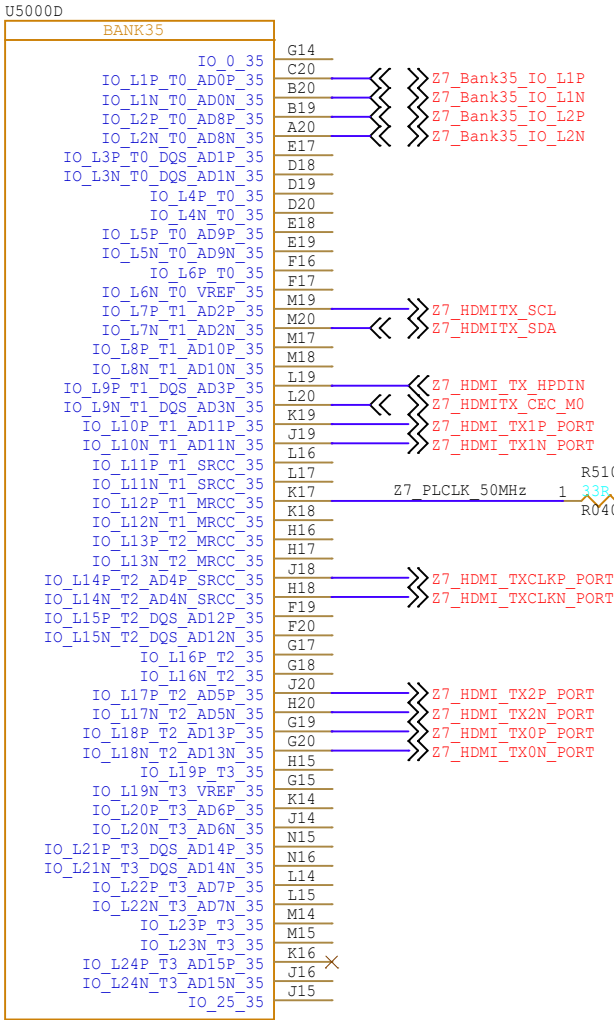 U5000D
BANK35
IO_0_35 G14
IO_L1P_T0_AD0P_35 C20 Z7_Bank35_IO_L1P
IO_L1N_T0_AD0N_35 B20 Z7_Bank35_IO_L1N
IO_L2P_T0_AD8P_35 B19 Z7_Bank35_IO_L2P
IO_L2N_T0_AD8N_35 A20 Z7_Bank35_IO_L2N
IO_L3P_T0_DQS_AD1P_35 E17
IO_L3N_T0_DQS_AD1N_35 D18
IO_L4P_T0_35 D19
IO_L4N_T0_35 D20
IO_L5P_T0_AD9P_35 E18
IO_L5N_T0_AD9N_35 E19
IO_L6P_T0_35 F16
IO_L6N_T0_VREF_35 F17
IO_L7P_T1_AD2P_35 M19 Z7_HDMITX_SCL
IO_L7N_T1_AD2N_35 M20 Z7_HDMITX_SDA
IO_L8P_T1_AD10P_35 M17
IO_L8N_T1_AD10N_35 M18
IO_L9P_T1_DQS_AD3P_35 L19 Z7_HDMI_TX_HPDIN
IO_L9N_T1_DQS_AD3N_35 L20 Z7_HDMITX_CEC_M0
IO_L10P_T1_AD11P_35 K19 Z7_HDMI_TX1P_PORT
IO_L10N_T1_AD11N_35 J19 Z7_HDMI_TX1N_PORT
IO_L11P_T1_SRCC_35 L16
IO_L11N_T1_SRCC_35 L17
IO_L12P_T1_MRCC_35 K17 Z7_PLCLK_50MHz 1 33R
IO_L12N_T1_MRCC_35 K18
IO_L13P_T2_MRCC_35 H16
IO_L13N_T2_MRCC_35 H17
IO_L14P_T2_AD4P_SRCC_35 J18 Z7_HDMI_TXCLKP_PORT
IO_L14N_T2_AD4N_SRCC_35 H18 Z7_HDMI_TXCLKN_PORT
IO_L15P_T2_DQS_AD12P_35 F19
IO_L15N_T2_DQS_AD12N_35 F20
IO_L16P_T2_35 G17
IO_L16N_T2_35 G18
IO_L17P_T2_AD5P_35 J20 Z7_HDMI_TX2P_PORT
IO_L17N_T2_AD5N_35 H20 Z7_HDMI_TX2N_PORT
IO_L18P_T2_AD13P_35 G19 Z7_HDMI_TX0P_PORT
IO_L18N_T2_AD13N_35 G20 Z7_HDMI_TX0N_PORT
IO_L19P_T3_35 H15
IO_L19N_T3_VREF_35 G15
IO_L20P_T3_AD6P_35 K14
IO_L20N_T3_AD6N_35 J14
IO_L21P_T3_DQS_AD14P_35 N15
IO_L21N_T3_DQS_AD14N_35 N16
IO_L22P_T3_AD7P_35 L14
IO_L22N_T3_AD7N_35 L15
IO_L23P_T3_35 M14
IO_L23N_T3_35 M15
IO_L24P_T3_AD15P_35 K16
IO_L24N_T3_AD15N_35 J16
IO_25_35 J15